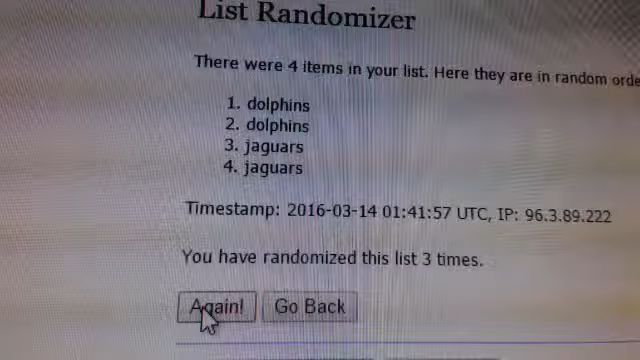 List Randomizer
There were 4 items in your list. Here they are in random orde
1. dolphins
2. dolphins
3. jaguars
4. jaguars
Timestamp: 2016-03-14 01:41:57 UTC, IP: 96.3.89.222
You have randomized this list 3 times.
Again! Go Back